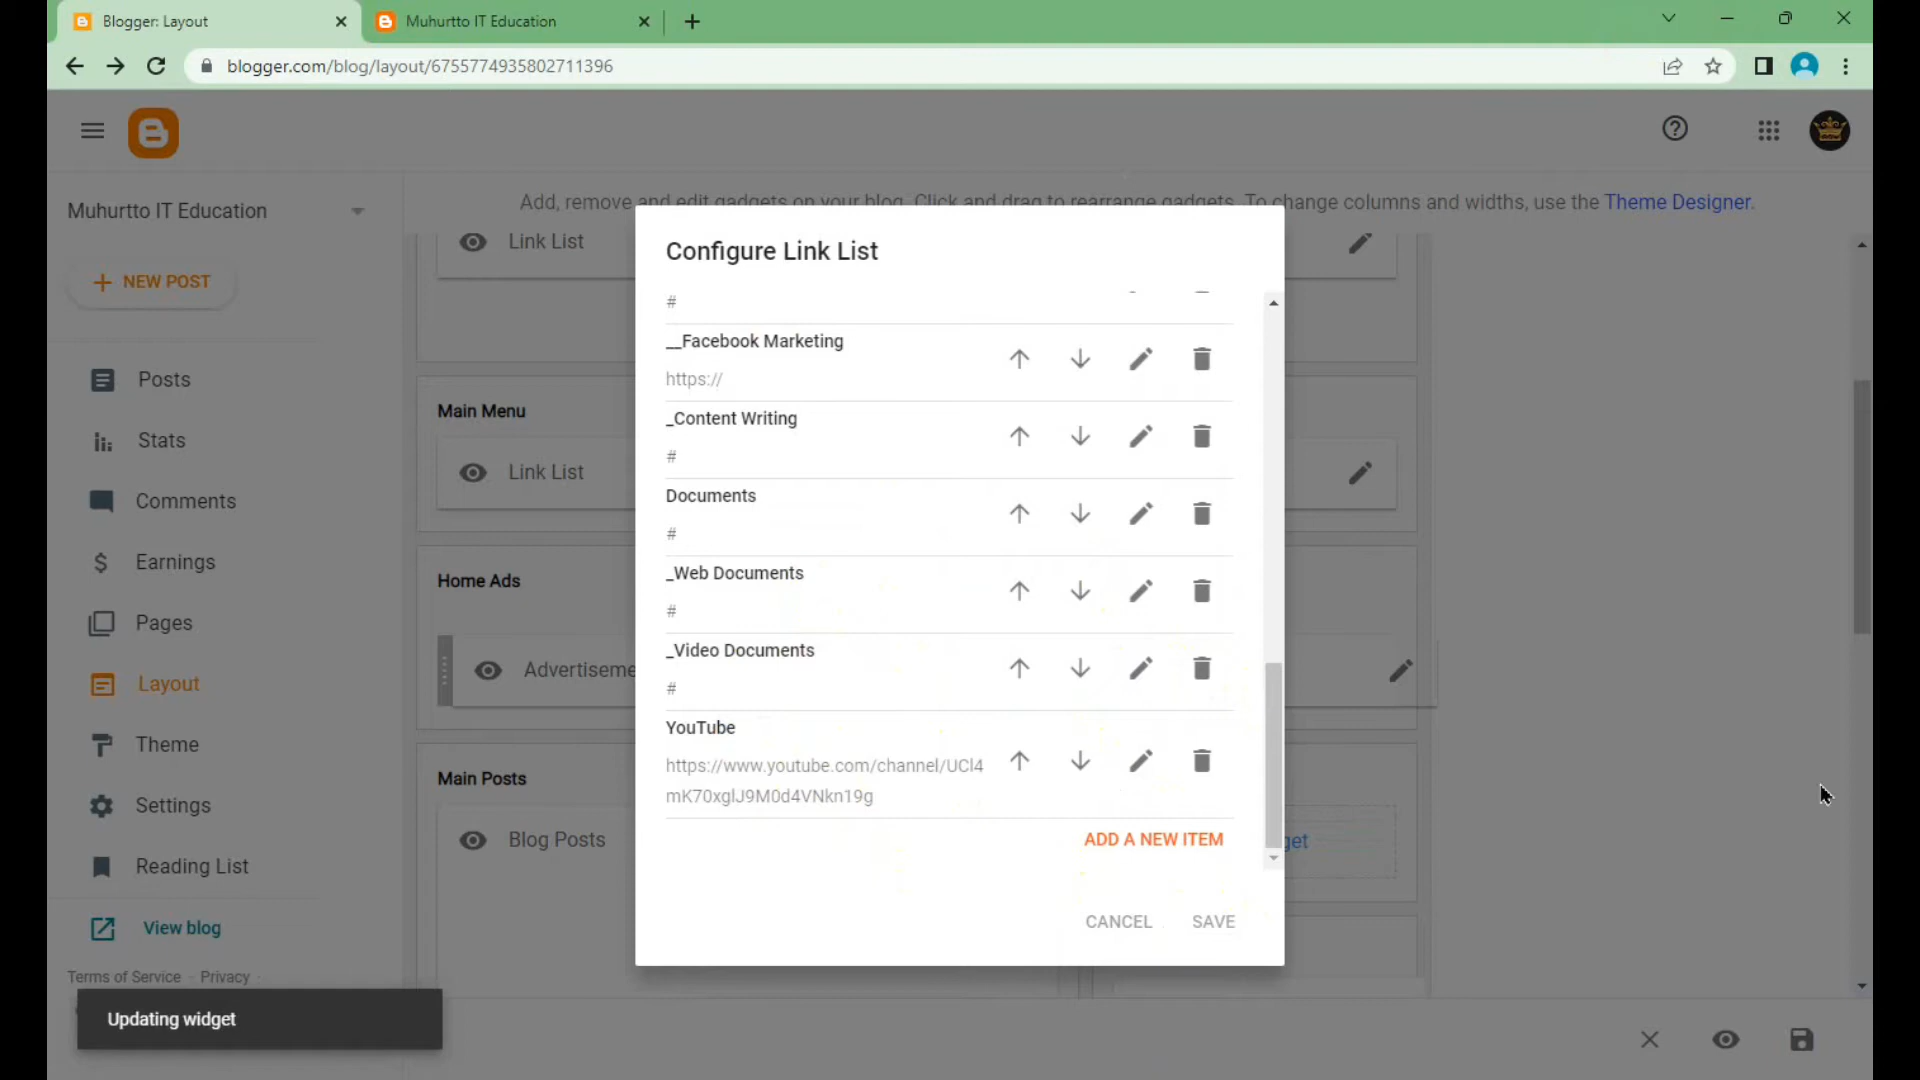 Blogger: Layout
Muhurtto IT Education
blogger.com/blog/layout/6755774935802711396
Muhurtto IT Education
NEW POST
Posts
Stats
Comments
Earnings
Pages
Layout
Theme
Settings
Reading List
View blog
Terms of Service · Privacy ·
Updating widget
Add, remove and edit gadgets on your blog. Click and drag to rearrange gadgets. To change columns and widths, use the Theme Designer.
Link List
Main Menu
Link List
Home Ads
Advertiseme
Main Posts
Blog Posts
get
Configure Link List
#
__Facebook Marketing
https://
_Content Writing
#
Documents
#
_Web Documents
#
_Video Documents
#
YouTube
https://www.youtube.com/channel/UCl4
mK70xglJ9M0d4VNkn19g
ADD A NEW ITEM
CANCEL SAVE